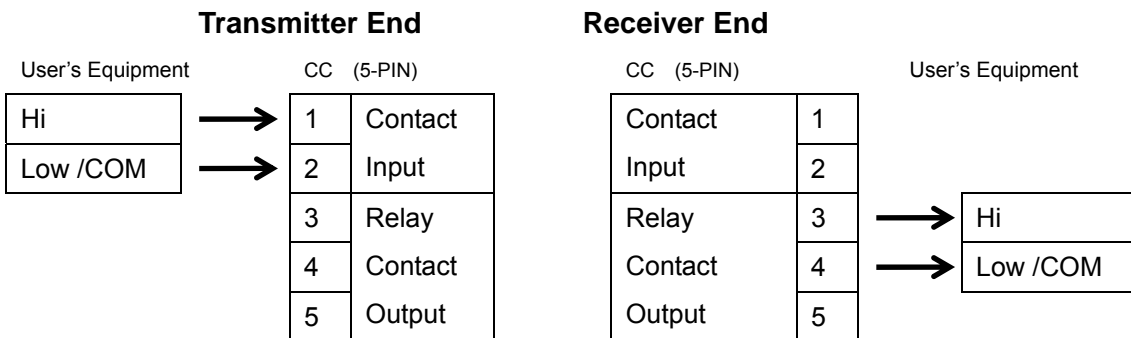 Transmitter End Receiver End
User's Equipment CC (5-PIN) CC (5-PIN) User's Equipment
Hi 1 Contact Contact 1
Low /COM 2 Input Input 2
3 Relay Relay 3 Hi
4 Contact Contact 4 Low /COM
5 Output Output 5